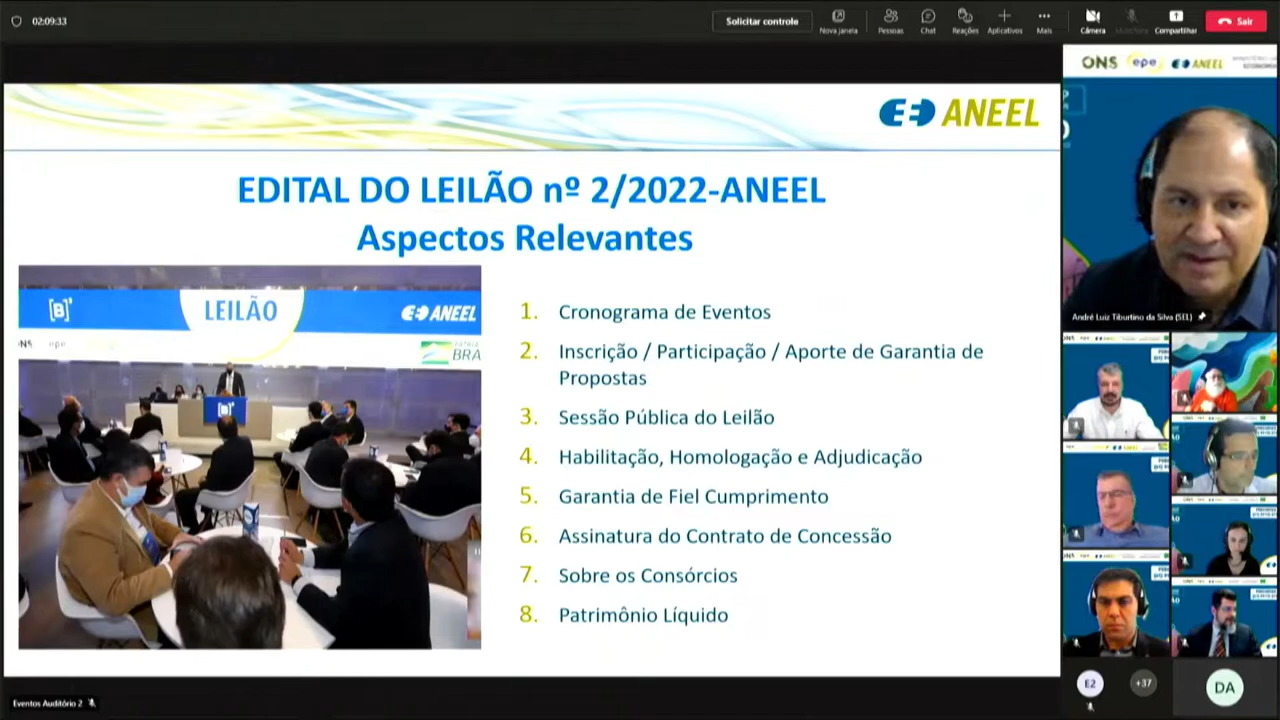 02:09:33
Solicitar controle
Nova janela
Pessoas
Chat
Reações
Aplicativos
Mais
Câmera
Compartilhar
Sair
ANEEL
EDITAL DO LEILÃO nº 2/2022-ANEEL
Aspectos Relevantes
[B]³
LEILÃO
ANEEL
ONS
epe
BRA
1. Cronograma de Eventos
2. Inscrição / Participação / Aporte de Garantia de
Propostas
3. Sessão Pública do Leilão
4. Habilitação, Homologação e Adjudicação
5. Garantia de Fiel Cumprimento
6. Assinatura do Contrato de Concessão
7. Sobre os Consórcios
8. Patrimônio Líquido
ONS
epe
ANEEL
André Luiz Tiburtino da Silva (SEL)
E2
+37
DA
Eventos Auditório 2